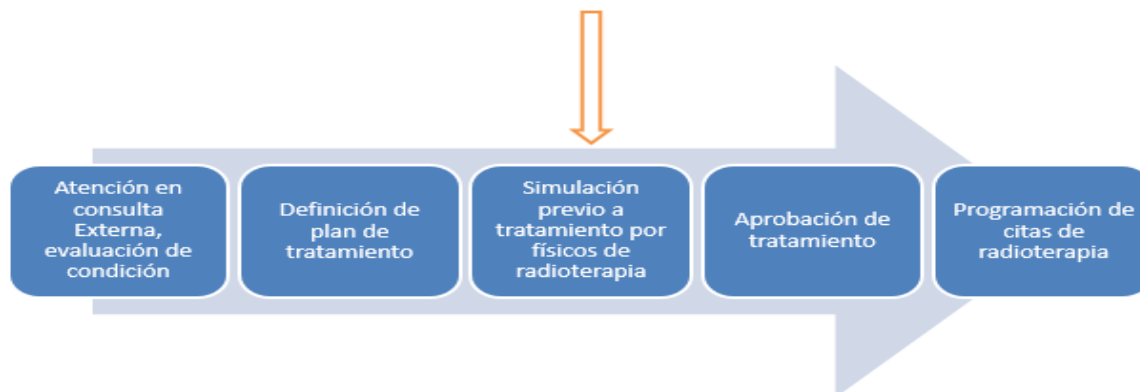 Atención en
consulta
Externa,
evaluación de
condición
Definición de
plan de
tratamiento
Simulación
previo a
tratamiento por
físicos de
radioterapia
Aprobación de
tratamiento
Programación de
citas de
radioterapia